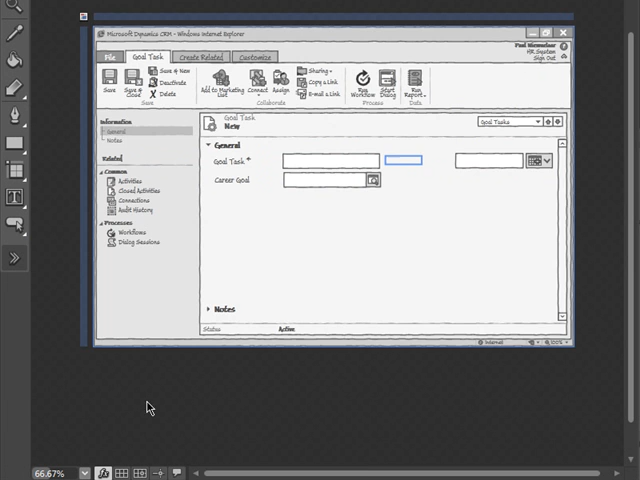 Microsoft Dynamics CRM - Windows Internet Explorer
HR System
Sign Out
File
Goal Task
Create Related
Customize
Save
Save & Close
Save & New
Deactivate
Delete
Save
Add to Marketing List
Connect
Assign
Sharing
Copy a Link
E-mail a Link
Collaborate
Run Workflow
Start Dialog
Process
Run Report
Data
Information
General
Notes
Related
Common
Activities
Closed Activities
Connections
Audit History
Processes
Workflows
Dialog Sessions
Goal Task
New
Goal Tasks
General
Goal Task *
Career Goal
Notes
Status
Active
Internet
100%
66.67%